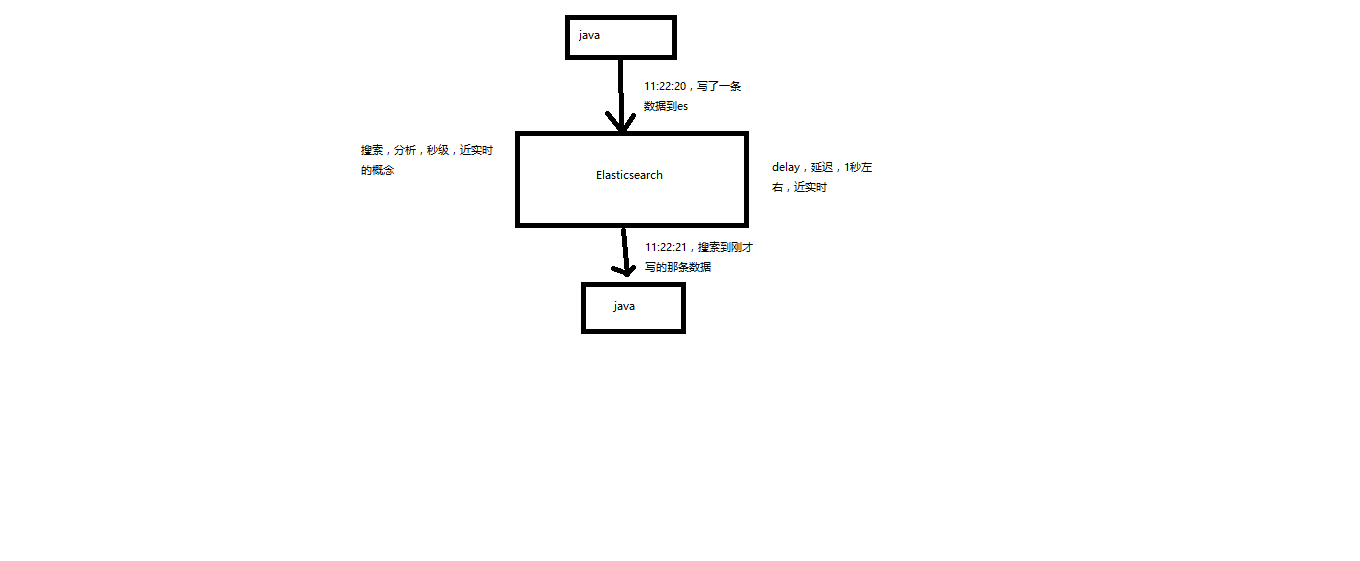 java
11:22:20，写了一条
数据到es
搜索，分析，秒级，近实时
的概念
Elasticsearch
delay，延迟，1秒左
右，近实时
11:22:21，搜索到刚才
写的那条数据
java